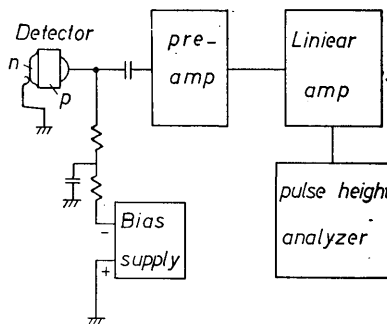 Detector
n
p
pre-
amp
Liniear
amp
pulse height
analyzer
-
Bias
supply
+